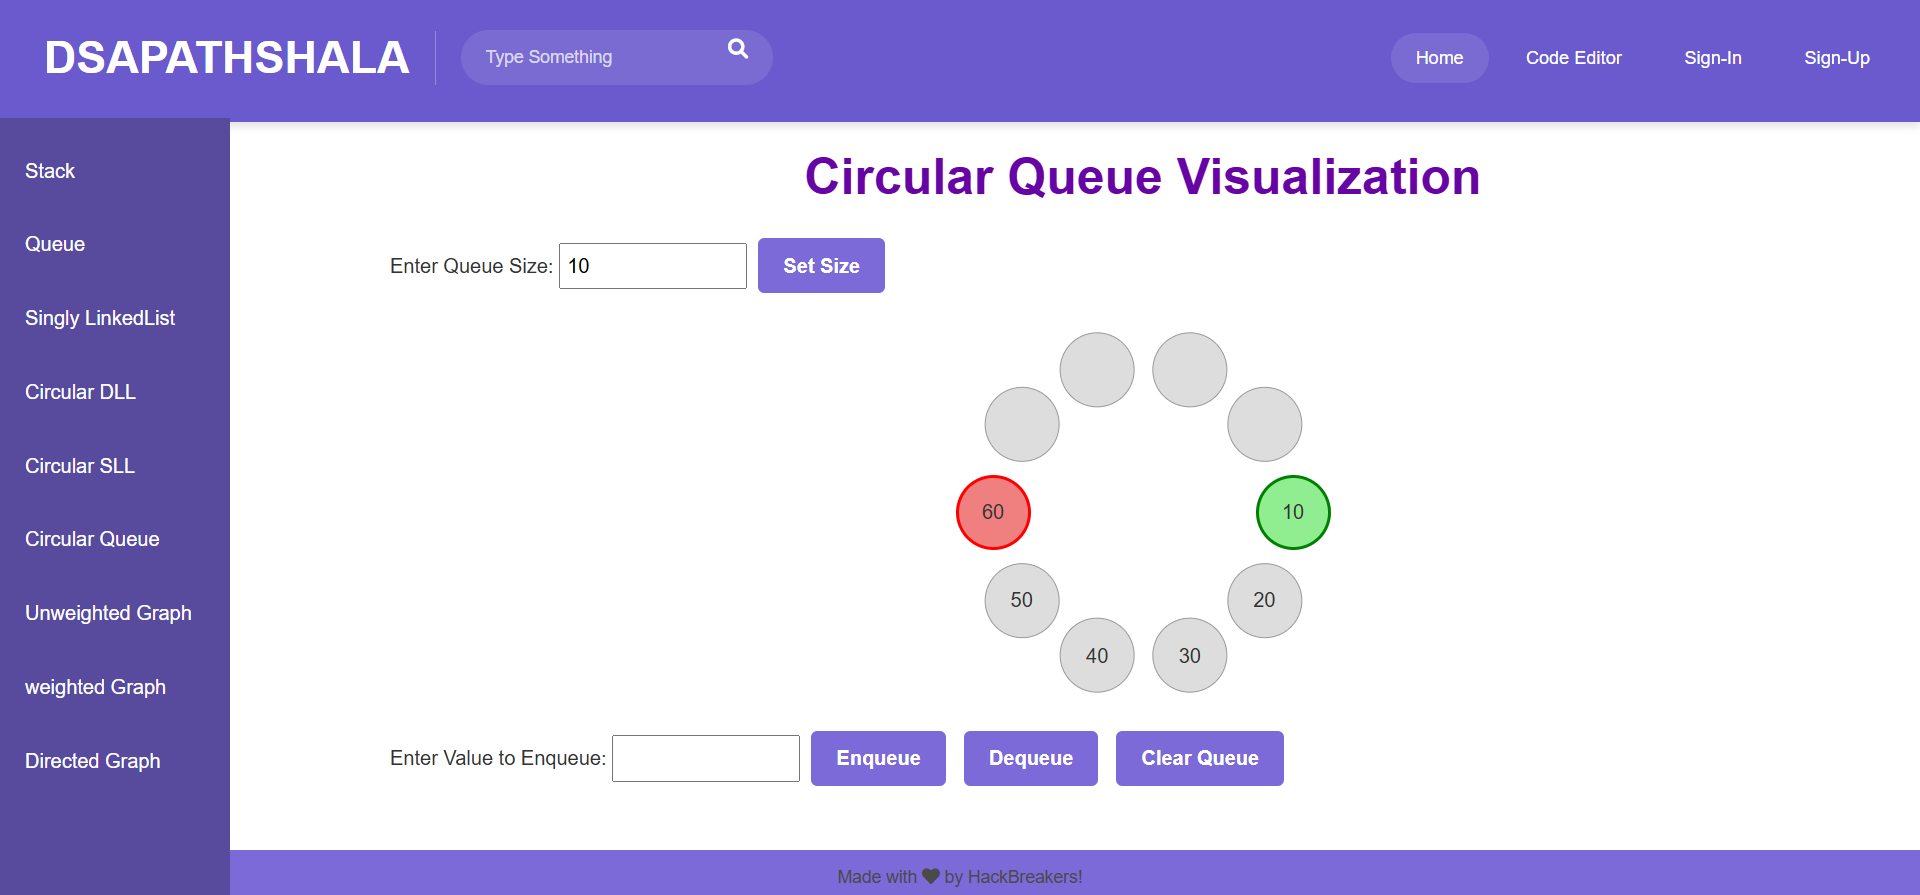 DSAPATHSHALA
Type Something
Home
Code Editor
Sign-In
Sign-Up
Stack
Queue
Singly LinkedList
Circular DLL
Circular SLL
Circular Queue
Unweighted Graph
weighted Graph
Directed Graph
Circular Queue Visualization
Enter Queue Size: 10 Set Size
60
10
50
20
40
30
Enter Value to Enqueue: Enqueue Dequeue Clear Queue
Made with ♥ by HackBreakers!